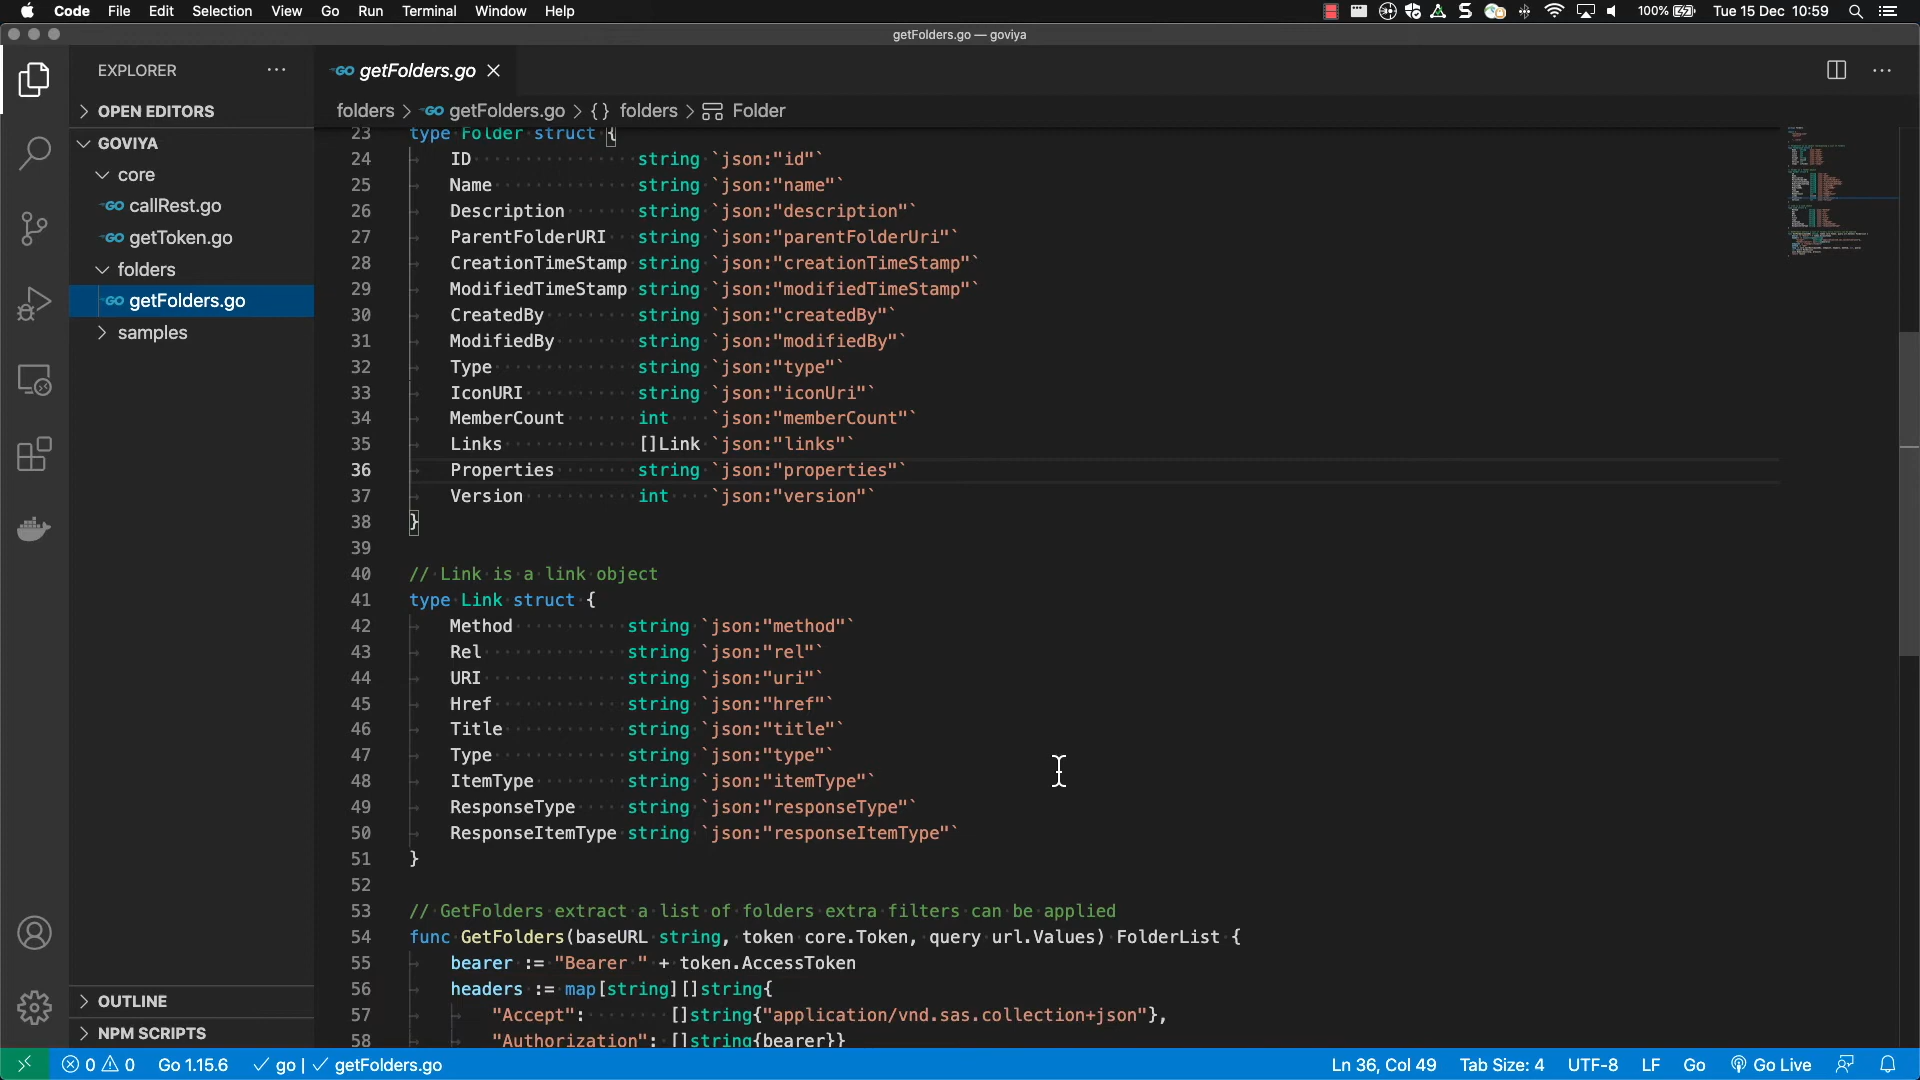 Code File Edit Selection View Go Run Terminal Window Help 100% Tue 15 Dec 10:59
getFolders.go — goviya
EXPLORER
getFolders.go
OPEN EDITORS
folders > getFolders.go > {} folders > Folder
GOVIYA
core
callRest.go
getToken.go
folders
getFolders.go
samples
OUTLINE
NPM SCRIPTS
23 type Folder struct {
24 ID string `json:"id"`
25 Name string `json:"name"`
26 Description string `json:"description"`
27 ParentFolderURI string `json:"parentFolderUri"`
28 CreationTimeStamp string `json:"creationTimeStamp"`
29 ModifiedTimeStamp string `json:"modifiedTimeStamp"`
30 CreatedBy string `json:"createdBy"`
31 ModifiedBy string `json:"modifiedBy"`
32 Type string `json:"type"`
33 IconURI string `json:"iconUri"`
34 MemberCount int `json:"memberCount"`
35 Links []Link `json:"links"`
36 Properties string `json:"properties"`
37 Version int `json:"version"`
38 }
39
40 // Link is a link object
41 type Link struct {
42 Method string `json:"method"`
43 Rel string `json:"rel"`
44 URI string `json:"uri"`
45 Href string `json:"href"`
46 Title string `json:"title"`
47 Type string `json:"type"`
48 ItemType string `json:"itemType"`
49 ResponseType string `json:"responseType"`
50 ResponseItemType string `json:"responseItemType"`
51 }
52
53 // GetFolders extract a list of folders extra filters can be applied
54 func GetFolders(baseURL string, token core.Token, query url.Values) FolderList {
55 bearer := "Bearer " + token.AccessToken
56 headers := map[string][]string{
57 "Accept": []string{"application/vnd.sas.collection+json"},
58 "Authorization": []string{bearer}}
0 0 Go 1.15.6 go | getFolders.go Ln 36, Col 49 Tab Size: 4 UTF-8 LF Go Go Live